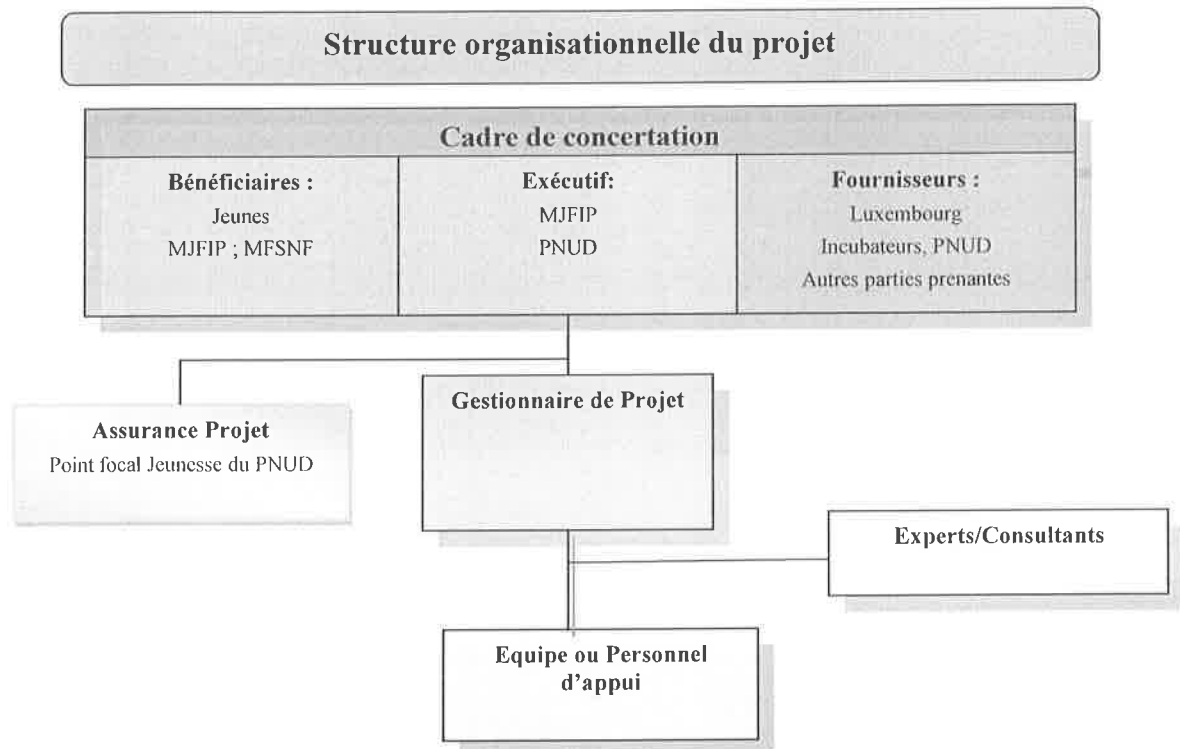 Structure organisationnelle du projet
Cadre de concertation
Bénéficiaires :
Jeunes
MJFIP ; MFSNF
Exécutif:
MJFIP
PNUD
Fournisseurs :
Luxembourg
Incubateurs, PNUD
Autres parties prenantes
Assurance Projet
Point focal Jeunesse du PNUD
Gestionnaire de Projet
Experts/Consultants
Equipe ou Personnel
d'appui